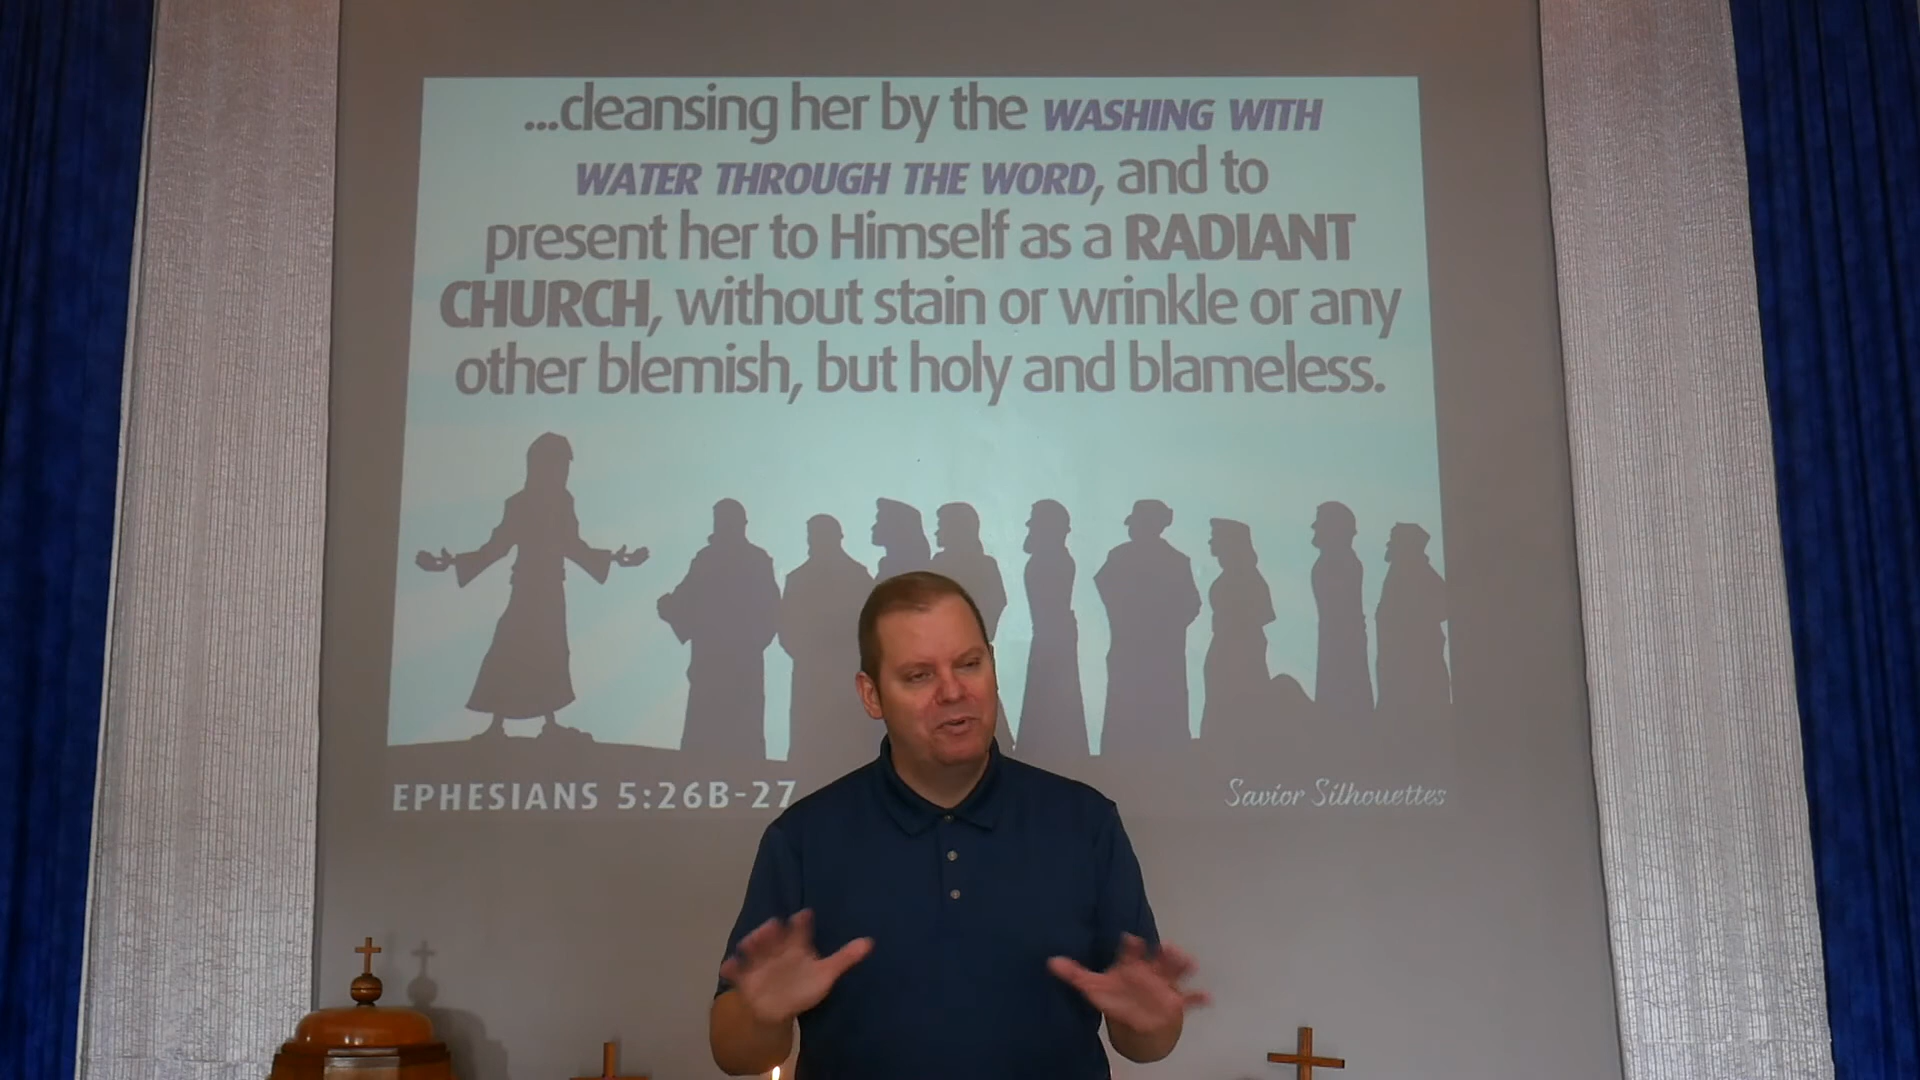 ...cleansing her by the WASHING WITH
WATER THROUGH THE WORD, and to
present her to Himself as a RADIANT
CHURCH, without stain or wrinkle or any
other blemish, but holy and blameless.
EPHESIANS 5:26B-27
Savior Silhouettes